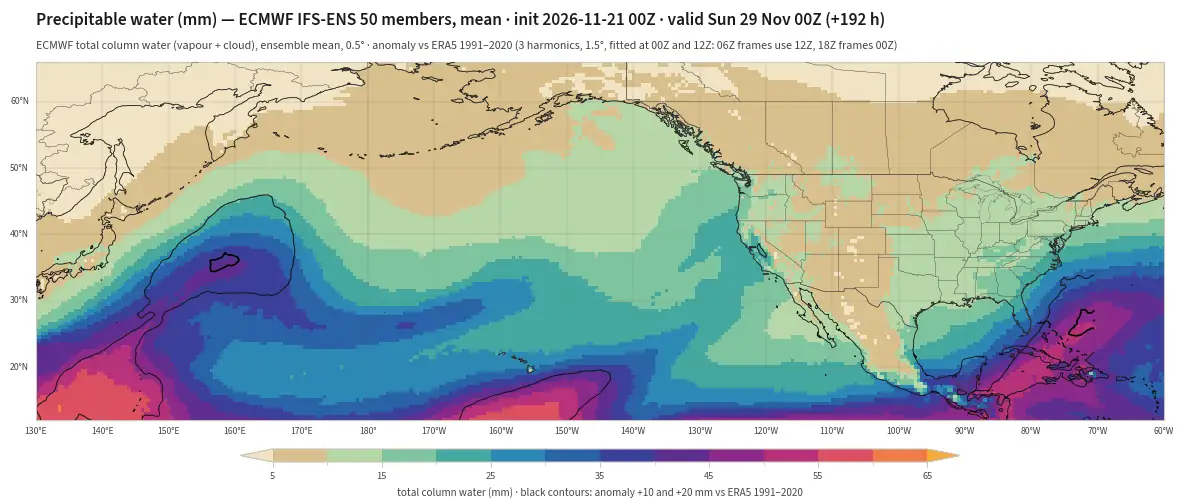 Precipitable water (mm) — ECMWF IFS-ENS 50 members, mean · init 2026-11-21 00Z · valid Sun 29 Nov 00Z (+192 h)
ECMWF total column water (vapour + cloud), ensemble mean, 0.5° · anomaly vs ERA5 1991–2020 (3 harmonics, 1.5°, fitted at 00Z and 12Z: 06Z frames use 12Z, 18Z frames 00Z)
60°N
50°N
40°N
30°N
20°N
130°E 140°E 150°E 160°E 170°E 180° 170°W 160°W 150°W 140°W 130°W 120°W 110°W 100°W 90°W 80°W 70°W 60°W
5 15 25 35 45 55 65
total column water (mm) · black contours: anomaly +10 and +20 mm vs ERA5 1991–2020